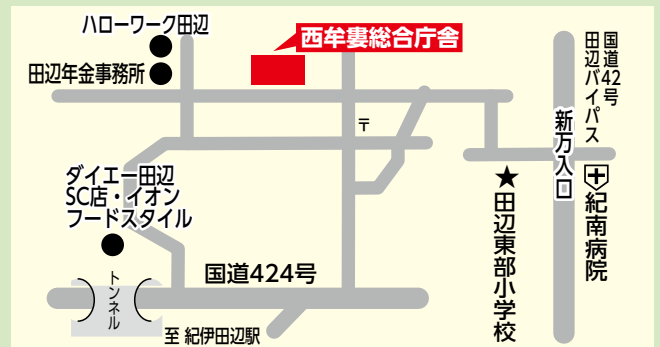 ハローワーク田辺
西牟婁総合庁舎
田辺年金事務所
〒
国道42号
田辺バイパス
新万入口
紀南病院
田辺東部小学校
ダイエー田辺
SC店・イオン
フードスタイル
トンネル
国道424号
至 紀伊田辺駅